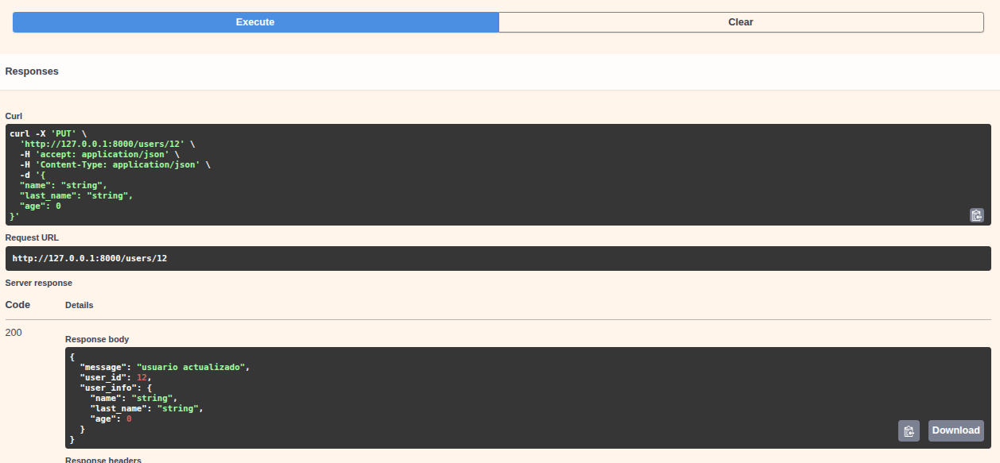 Execute
Clear
Responses
Curl
curl -X 'PUT' \
  'http://127.0.0.1:8000/users/12' \
  -H 'accept: application/json' \
  -H 'Content-Type: application/json' \
  -d '{
  "name": "string",
  "last_name": "string",
  "age": 0
}'
Request URL
http://127.0.0.1:8000/users/12
Server response
Code Details
200
Response body
{
  "message": "usuario actualizado",
  "user_id": 12,
  "user_info": {
    "name": "string",
    "last_name": "string",
    "age": 0
  }
}
Download
Response headers